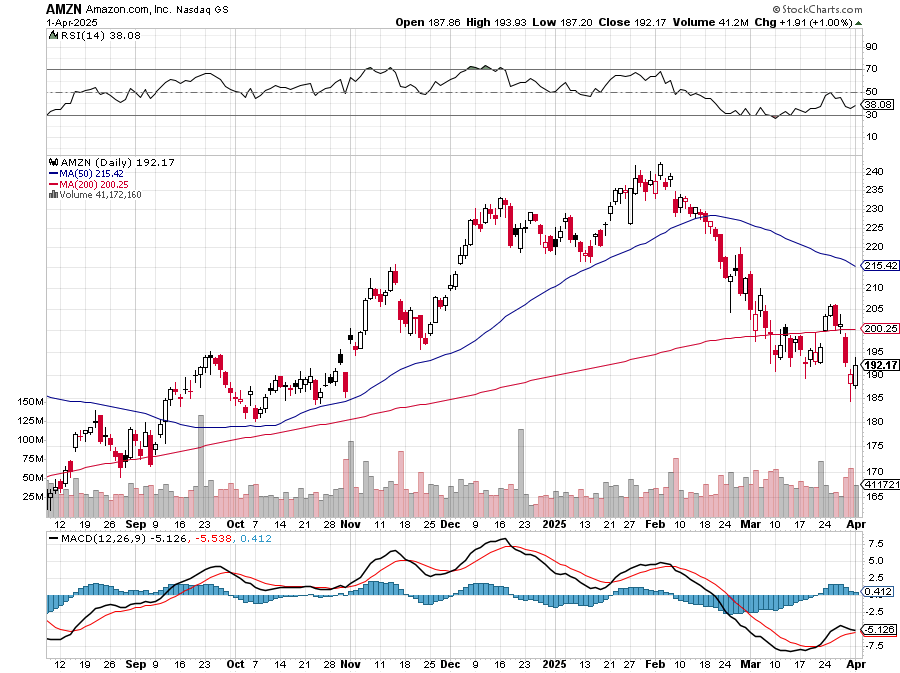 AMZN Amazon.com, Inc. Nasdaq GS
© StockCharts.com
1-Apr-2025
Open 187.86 High 193.93 Low 187.20 Close 192.17 Volume 41.2M Chg +1.91 (+1.00%)
RSI(14) 38.08
90
70
50
38.08
30
10
AMZN (Daily) 192.17
MA(50) 215.42
MA(200) 200.25
Volume 41,172,160
240
235
230
225
220
215.42
210
205
200.25
195
192.17
190
185
180
175
170
165
150M
125M
100M
75M
50M
25M
411721
12 19 26 Sep 9 16 23 Oct 7 14 21 28 Nov 11 18 25 Dec 9 16 23 2025 13 21 27 Feb 10 18 24 Mar 10 17 24 Apr
MACD(12,26,9) -5.126, -5.538, 0.412
7.5
5.0
2.5
0.412
-2.5
-5.126
-7.5
12 19 26 Sep 9 16 23 Oct 7 14 21 28 Nov 11 18 25 Dec 9 16 23 2025 13 21 27 Feb 10 18 24 Mar 10 17 24 Apr